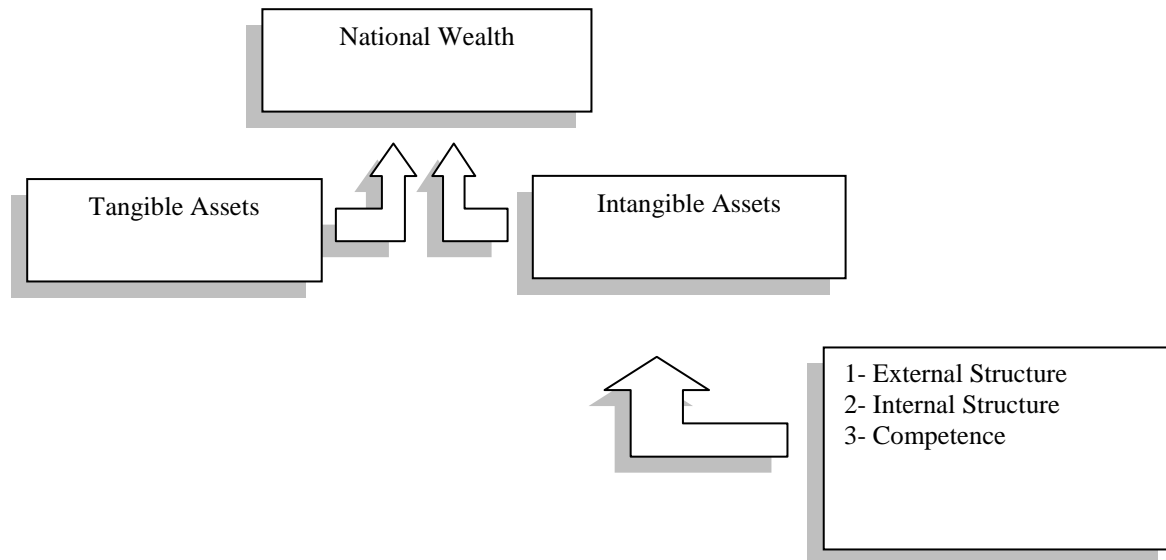 National Wealth
Tangible Assets
Intangible Assets
1- External Structure
2- Internal Structure
3- Competence